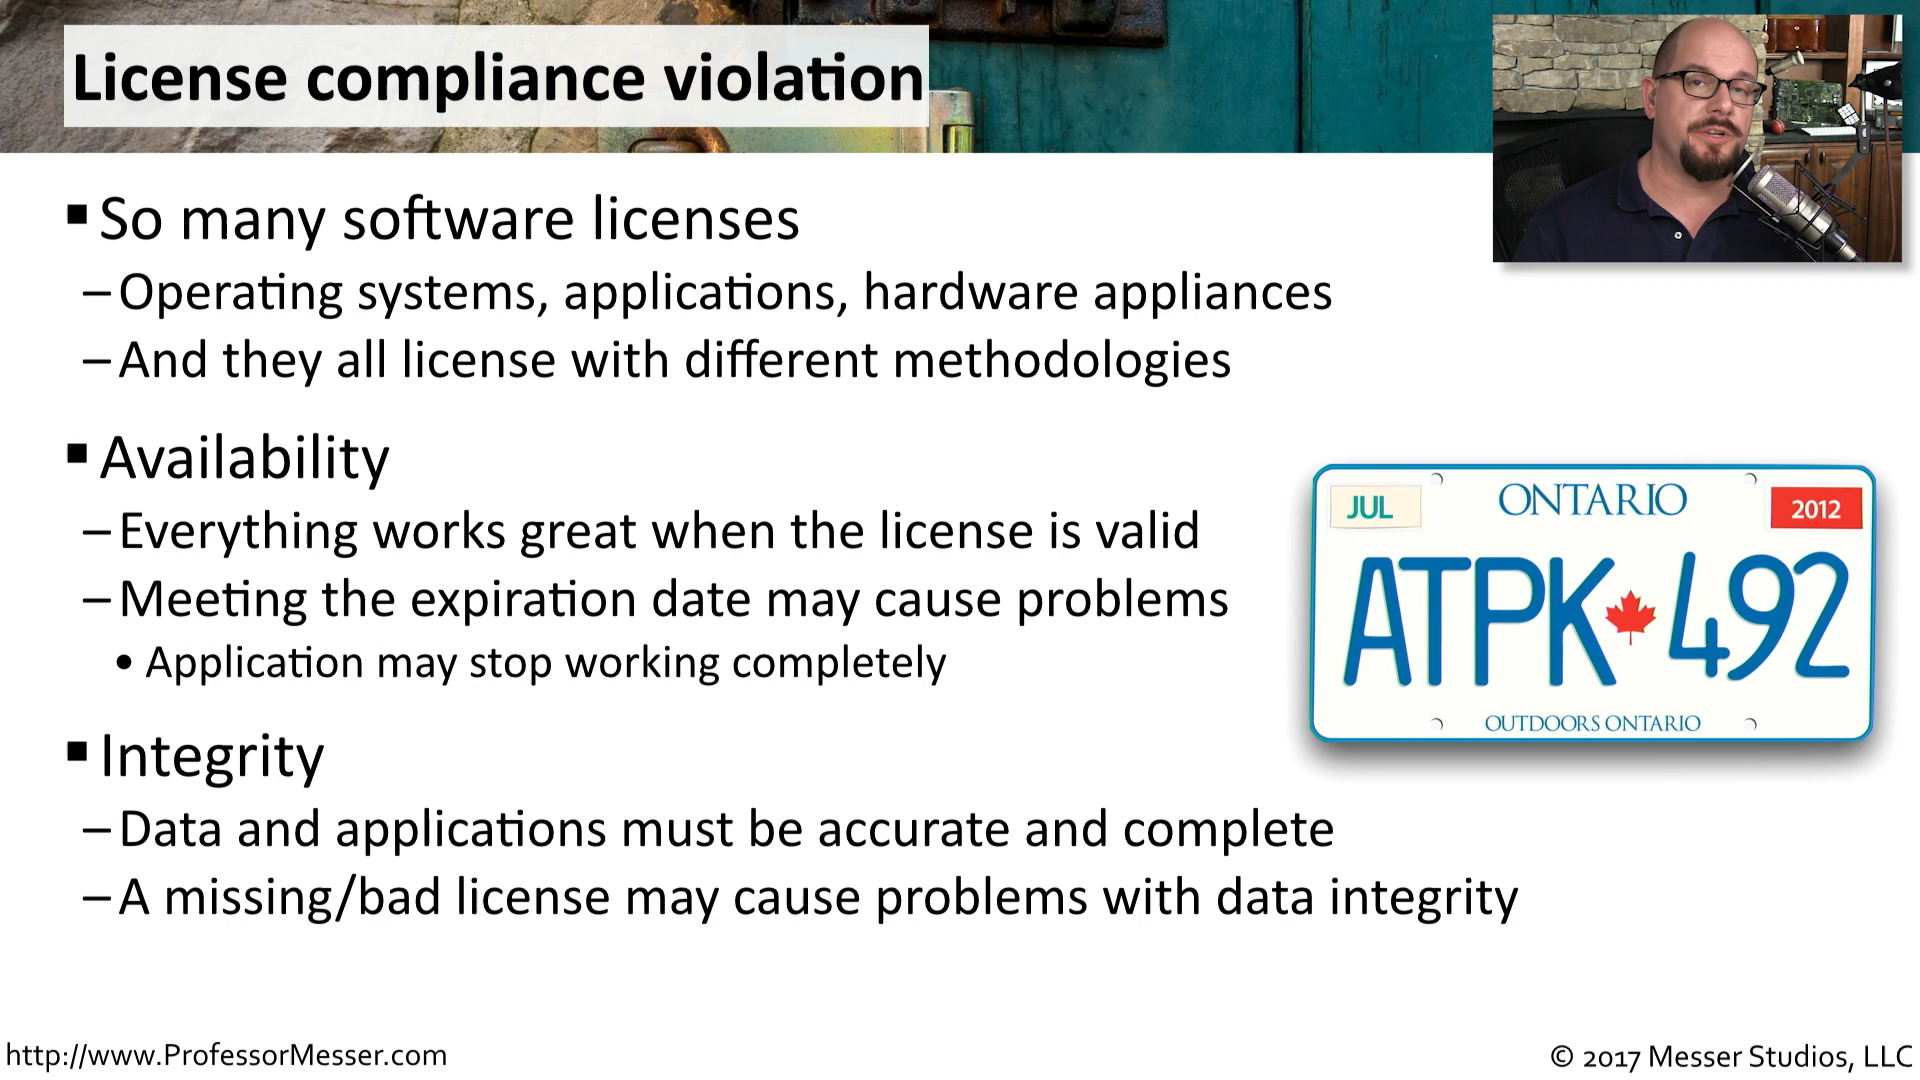 License compliance violation
▪ So many software licenses
– Operating systems, applications, hardware appliances
– And they all license with different methodologies
▪ Availability
– Everything works great when the license is valid
– Meeting the expiration date may cause problems
• Application may stop working completely
JUL
ONTARIO
2012
ATPK 492
OUTDOORS ONTARIO
▪ Integrity
– Data and applications must be accurate and complete
– A missing/bad license may cause problems with data integrity
http://www.ProfessorMesser.com
© 2017 Messer Studios, LLC